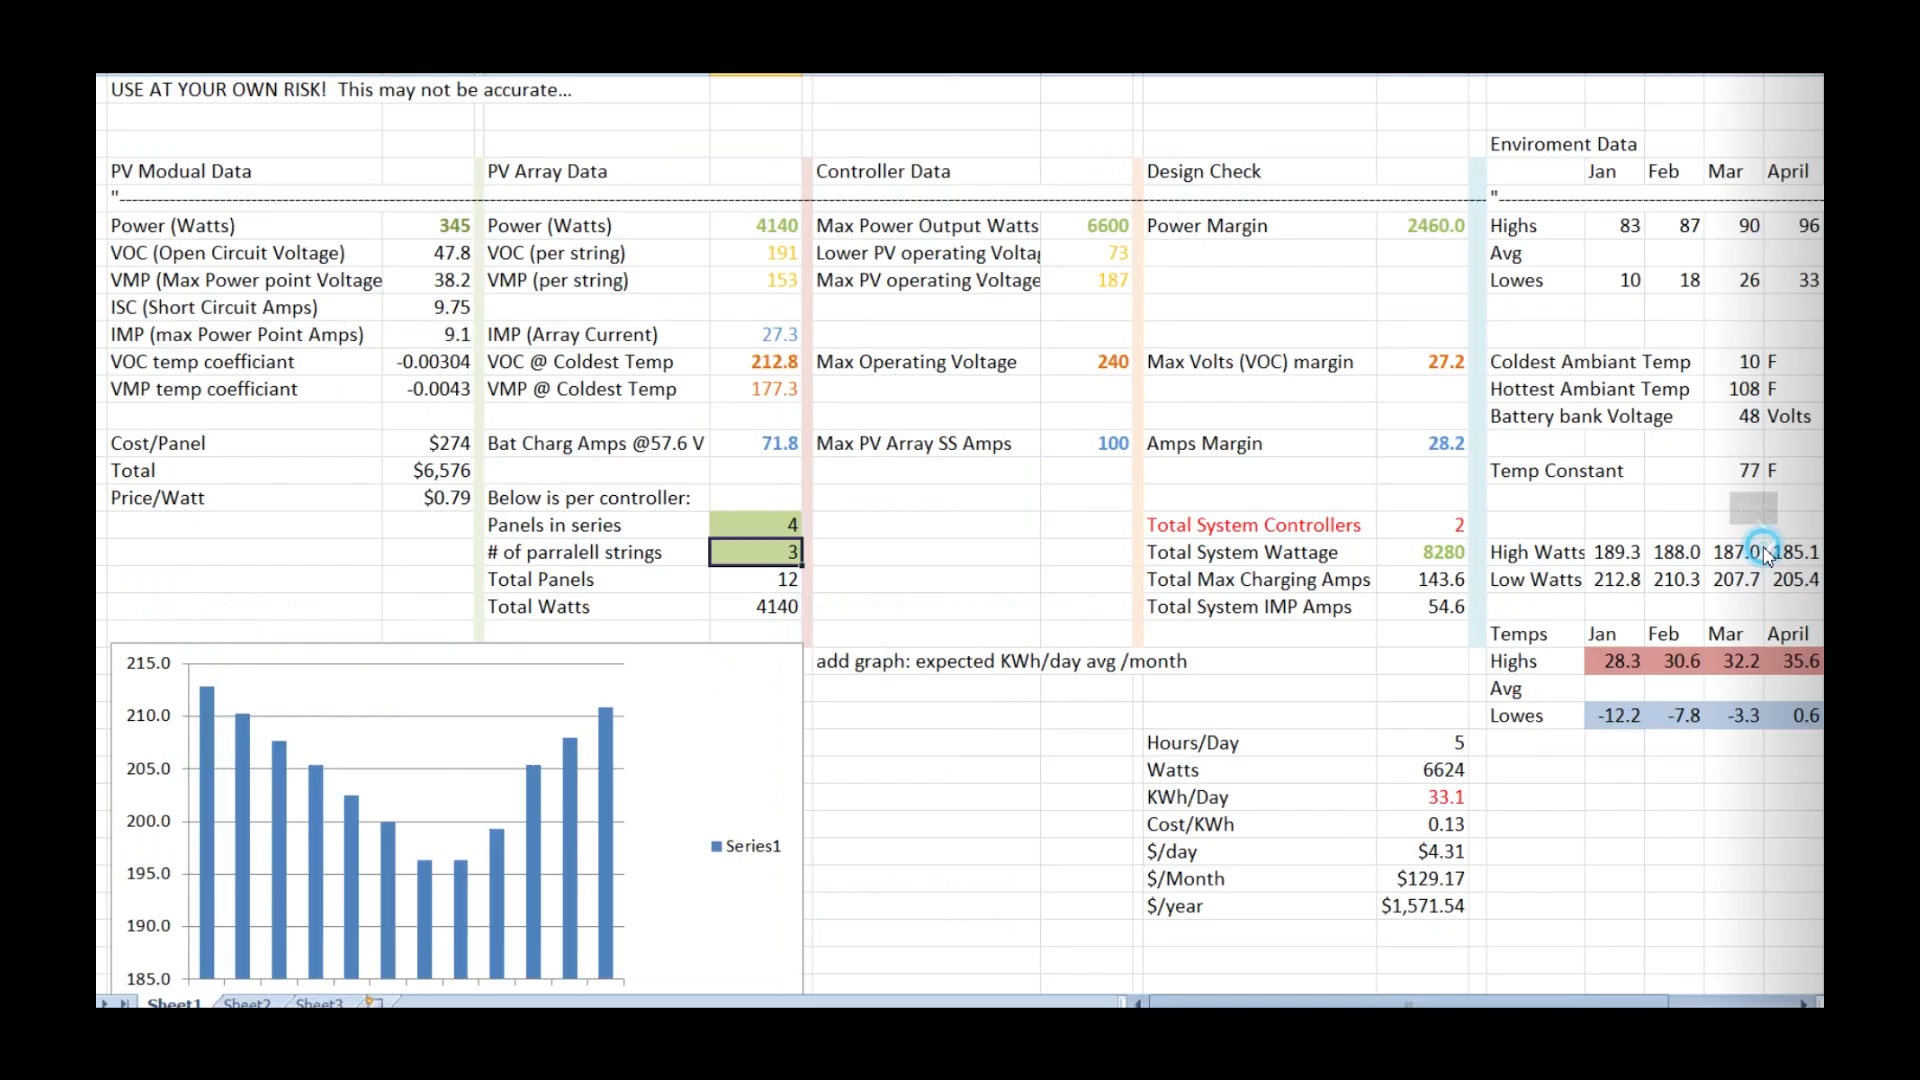 USE AT YOUR OWN RISK!  This may not be accurate...
Enviroment Data
PV Modual Data PV Array Data Controller Data Design Check Jan Feb Mar April
Power (Watts) 345 Power (Watts) 4140 Max Power Output Watts 6600 Power Margin 2460.0 Highs 83 87 90 96
VOC (Open Circuit Voltage) 47.8 VOC (per string) 191 Lower PV operating Voltag 73 Avg
VMP (Max Power point Voltage 38.2 VMP (per string) 153 Max PV operating Voltage 187 Lowes 10 18 26 33
ISC (Short Circuit Amps) 9.75
IMP (max Power Point Amps) 9.1 IMP (Array Current) 27.3
VOC temp coefficiant -0.00304 VOC @ Coldest Temp 212.8 Max Operating Voltage 240 Max Volts (VOC) margin 27.2 Coldest Ambiant Temp 10 F
VMP temp coefficiant -0.0043 VMP @ Coldest Temp 177.3 Hottest Ambiant Temp 108 F
Battery bank Voltage 48 Volts
Cost/Panel $274 Bat Charg Amps @57.6 V 71.8 Max PV Array SS Amps 100 Amps Margin 28.2
Total $6,576 Temp Constant 77 F
Price/Watt $0.79 Below is per controller:
Panels in series 4 Total System Controllers 2
# of parralell strings 3 Total System Wattage 8280 High Watts 189.3 188.0 187.0 185.1
Total Panels 12 Total Max Charging Amps 143.6 Low Watts 212.8 210.3 207.7 205.4
Total Watts 4140 Total System IMP Amps 54.6
Temps Jan Feb Mar April
add graph: expected KWh/day avg /month Highs 28.3 30.6 32.2 35.6
Avg
Lowes -12.2 -7.8 -3.3 0.6
Hours/Day 5
Watts 6624
KWh/Day 33.1
Cost/KWh 0.13
$/day $4.31
$/Month $129.17
$/year $1,571.54
215.0
210.0
205.0
200.0
195.0
190.0
185.0
Series1
Sheet1 Sheet2 Sheet3